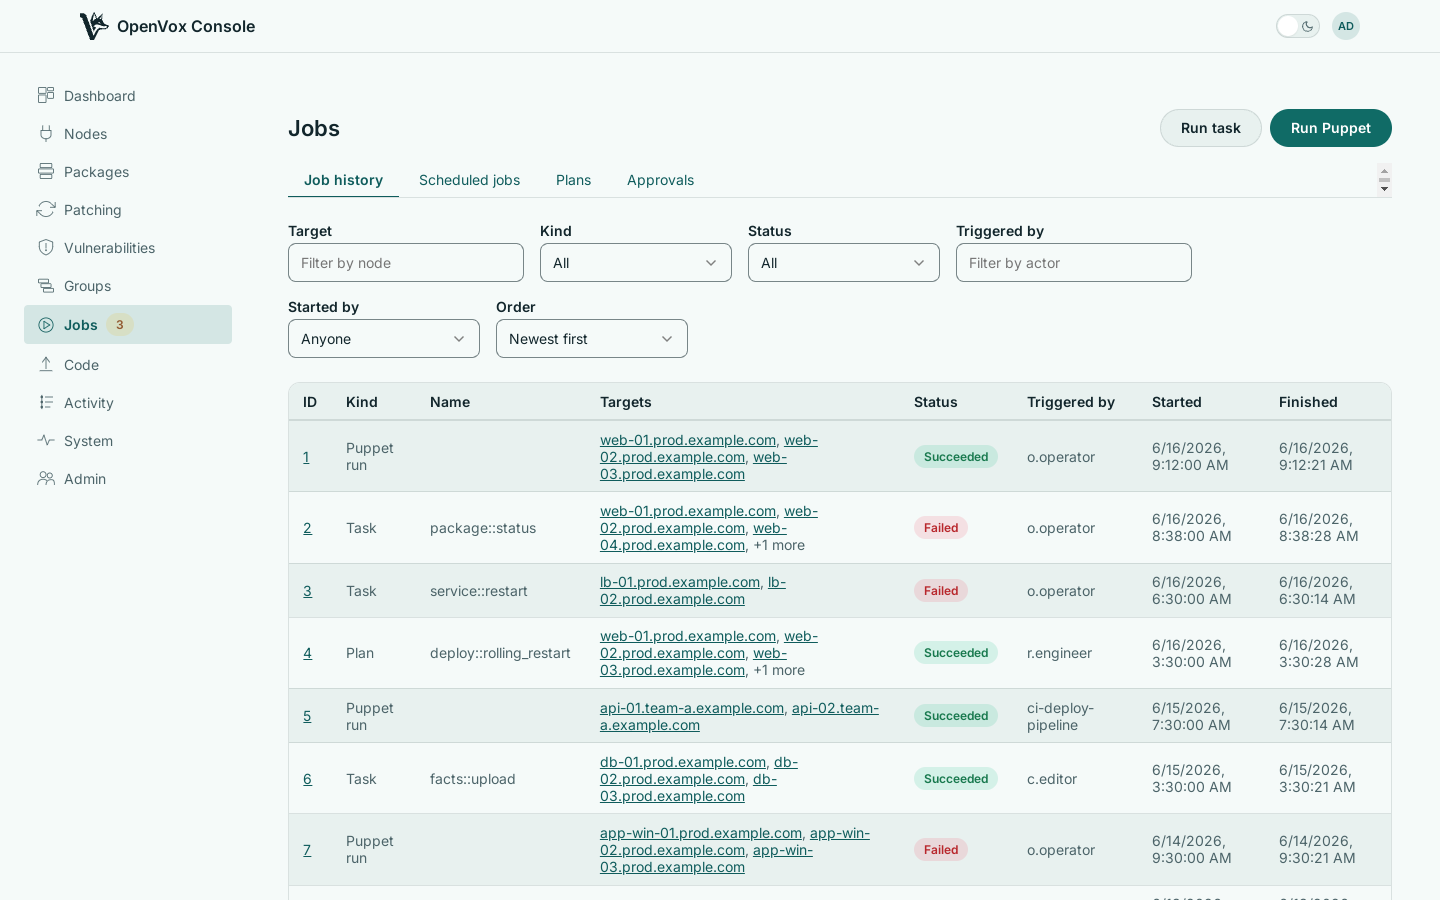 OpenVox Console
AD
Dashboard
Nodes
Packages
Patching
Vulnerabilities
Groups
Jobs 3
Code
Activity
System
Admin
Jobs
Run task
Run Puppet
Job history
Scheduled jobs
Plans
Approvals
Target
Kind
Status
Triggered by
Filter by node
All
All
Filter by actor
Started by
Order
Anyone
Newest first
ID Kind Name Targets Status Triggered by Started Finished
1
Puppet
run
web-01.prod.example.com, web-
02.prod.example.com, web-
03.prod.example.com
Succeeded
o.operator
6/16/2026,
9:12:00 AM
6/16/2026,
9:12:21 AM
2
Task
package::status
web-01.prod.example.com, web-
02.prod.example.com, web-
04.prod.example.com, +1 more
Failed
o.operator
6/16/2026,
8:38:00 AM
6/16/2026,
8:38:28 AM
3
Task
service::restart
lb-01.prod.example.com, lb-
02.prod.example.com
Failed
o.operator
6/16/2026,
6:30:00 AM
6/16/2026,
6:30:14 AM
4
Plan
deploy::rolling_restart
web-01.prod.example.com, web-
02.prod.example.com, web-
03.prod.example.com, +1 more
Succeeded
r.engineer
6/16/2026,
3:30:00 AM
6/16/2026,
3:30:28 AM
5
Puppet
run
api-01.team-a.example.com, api-02.team-
a.example.com
Succeeded
ci-deploy-
pipeline
6/15/2026,
7:30:00 AM
6/15/2026,
7:30:14 AM
6
Task
facts::upload
db-01.prod.example.com, db-
02.prod.example.com, db-
03.prod.example.com
Succeeded
c.editor
6/15/2026,
3:30:00 AM
6/15/2026,
3:30:21 AM
7
Puppet
run
app-win-01.prod.example.com, app-win-
02.prod.example.com, app-win-
03.prod.example.com
Failed
o.operator
6/14/2026,
9:30:00 AM
6/14/2026,
9:30:21 AM